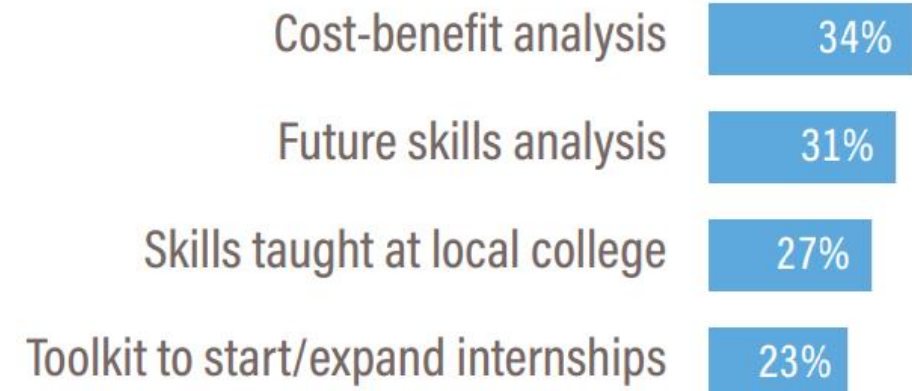 Cost-benefit analysis 34%
Future skills analysis 31%
Skills taught at local college 27%
Toolkit to start/expand internships 23%